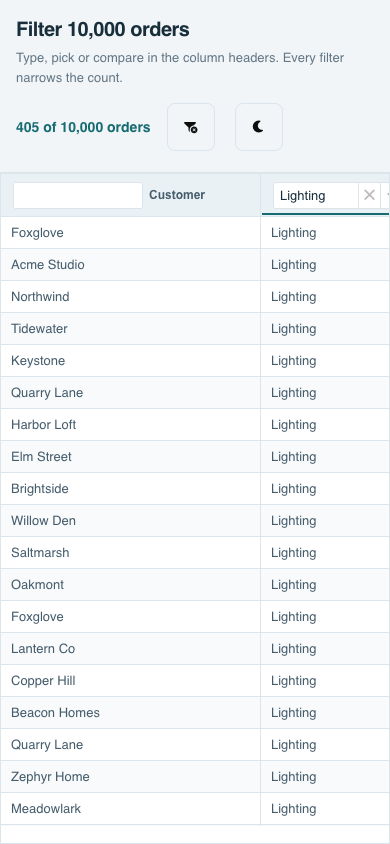 Filter 10,000 orders
Type, pick or compare in the column headers. Every filter
narrows the count.
405 of 10,000 orders
Customer Lighting
Foxglove Lighting
Acme Studio Lighting
Northwind Lighting
Tidewater Lighting
Keystone Lighting
Quarry Lane Lighting
Harbor Loft Lighting
Elm Street Lighting
Brightside Lighting
Willow Den Lighting
Saltmarsh Lighting
Oakmont Lighting
Foxglove Lighting
Lantern Co Lighting
Copper Hill Lighting
Beacon Homes Lighting
Quarry Lane Lighting
Zephyr Home Lighting
Meadowlark Lighting